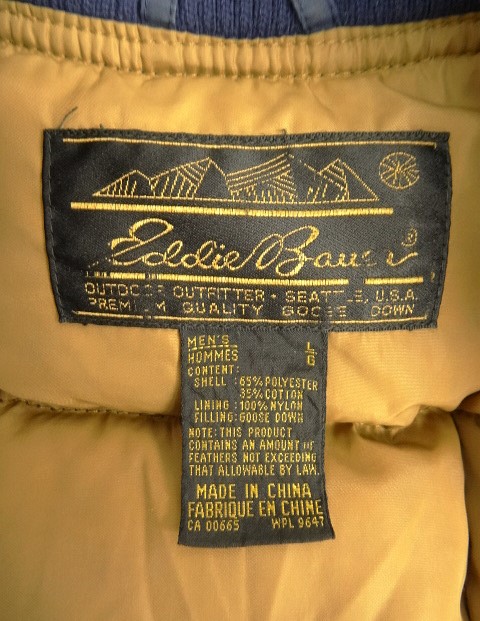 Eddie Bauer®
OUTDOOR OUTFITTER • SEATTLE, U.S.A.
PREMIUM QUALITY GOOSE DOWN
MEN'S L
HOMMES G
CONTENT:
SHELL :65% POLYESTER
35% COTTON
LINING :100% NYLON
FILLING:GOOSE DOWN
NOTE: THIS PRODUCT
CONTAINS AN AMOUNT OF
FEATHERS NOT EXCEEDING
THAT ALLOWABLE BY LAW.
MADE IN CHINA
FABRIQUE EN CHINE
CA 00665 WPL 9647